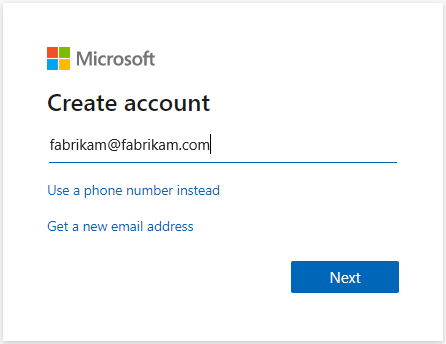 Microsoft
Create account
fabrikam@fabrikam.com
Use a phone number instead
Get a new email address
Next